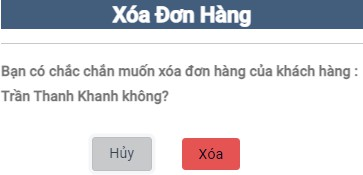 Xóa Đơn Hàng
Bạn có chắc chắn muốn xóa đơn hàng của khách hàng :
Trần Thanh Khanh không?
Hủy
Xóa